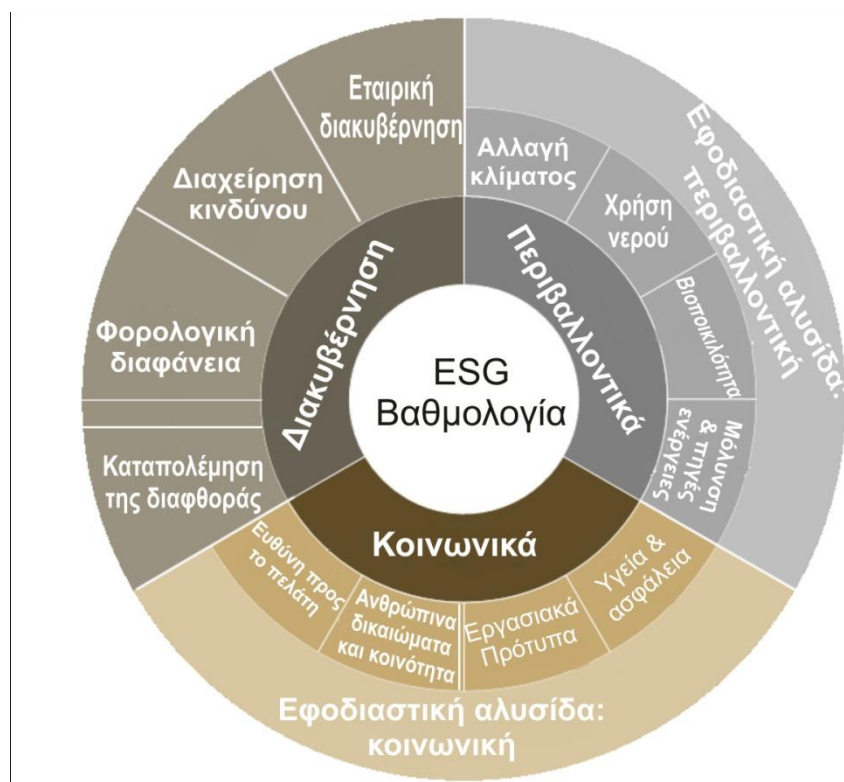 Εταιρική
διακυβέρνηση
Διαχείρηση
κινδύνου
Φορολογική
διαφάνεια
Καταπολέμηση
της διαφθοράς
Διακυβέρνηση
ESG
Βαθμολογία
Περιβαλλοντικά
Αλλαγή
κλίματος
Χρήση
νερού
Βιοποικιλότητα
Μόλυνση
& πηγές
ενέργειες
Εφοδιαστική αλυσίδα:
περιβαλλοντική
Κοινωνικά
Ευθύνη προς
το πελάτη
Ανθρώπινα
δικαιώματα
και κοινότητα
Εργασιακά
Πρότυπα
Υγεία &
ασφάλεια
Εφοδιαστική αλυσίδα:
κοινωνική